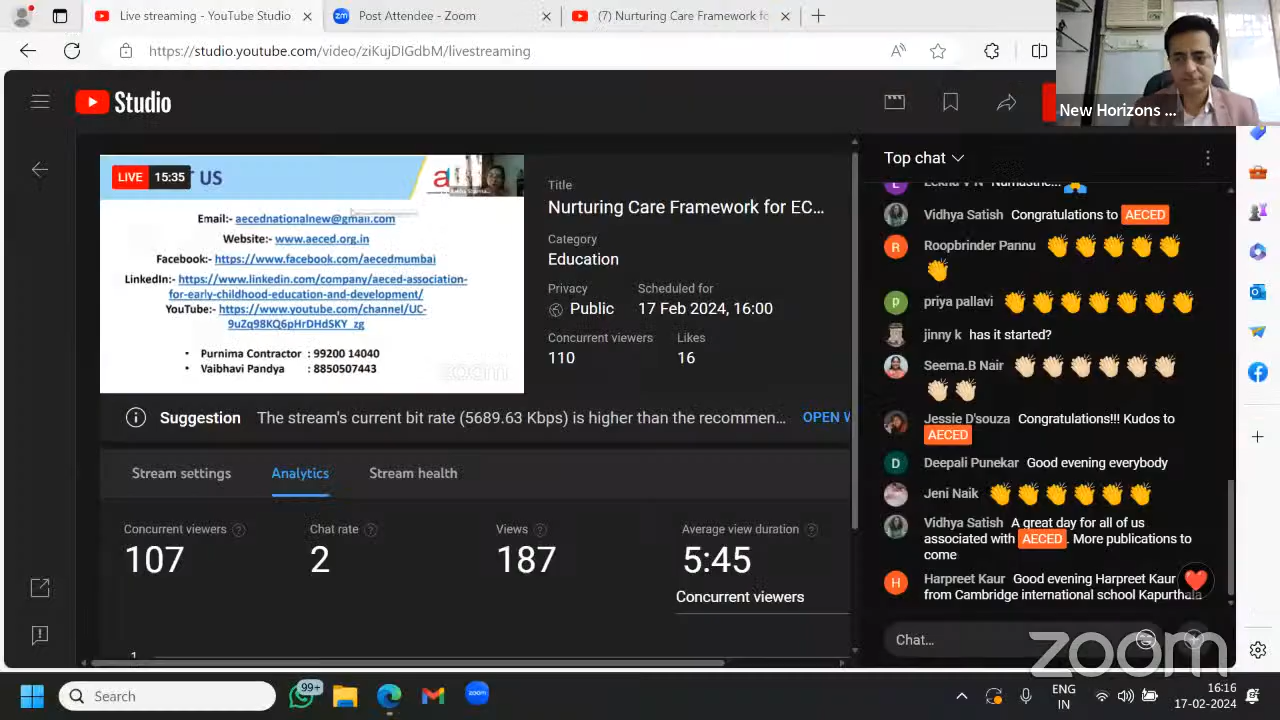 Live streaming - YouTube Studio
Post Attendee - Zoom
(7) Nurturing Care Framework fo
https://studio.youtube.com/video/ziKujDIGdbM/livestreaming
New Horizons ...
Studio
LIVE 15:35
US
Email:- aecednationalnew@gmail.com
Website:- www.aeced.org.in
Facebook:- https://www.facebook.com/aecedmumbai
LinkedIn:- https://www.linkedin.com/company/aeced-association-
for-early-childhood-education-and-development/
YouTube:- https://www.youtube.com/channel/UC-
9uZq98KQ6pHrDHdSKY_zg
• Purnima Contractor : 99200 14040
• Vaibhavi Pandya : 8850507443
zoom
Title
Nurturing Care Framework for EC...
Category
Education
Privacy
Public
Scheduled for
17 Feb 2024, 16:00
Concurrent viewers
110
Likes
16
Suggestion The stream's current bit rate (5689.63 Kbps) is higher than the recommen... OPEN W
Stream settings
Analytics
Stream health
Concurrent viewers
107
Chat rate
2
Views
187
Average view duration
5:45
Concurrent viewers
1
Top chat
Vidhya Satish Congratulations to AECED
Roopbrinder Pannu 👏👏👏👏👏
👏
priya pallavi 👏👏👏👏👏👏👏
jinny k has it started?
Seema.B Nair 👏🏻👏🏻👏🏻👏🏻👏🏻👏🏻
👏🏻👏🏻
Jessie D'souza Congratulations!!! Kudos to
AECED
Deepali Punekar Good evening everybody
Jeni Naik 👏👏👏👏👏👏
Vidhya Satish A great day for all of us
associated with AECED. More publications to
come
Harpreet Kaur Good evening Harpreet Kaur
from Cambridge international school Kapurthala
Chat...
zoom
Search
99+
zoom
ENG
IN
16:16
17-02-2024